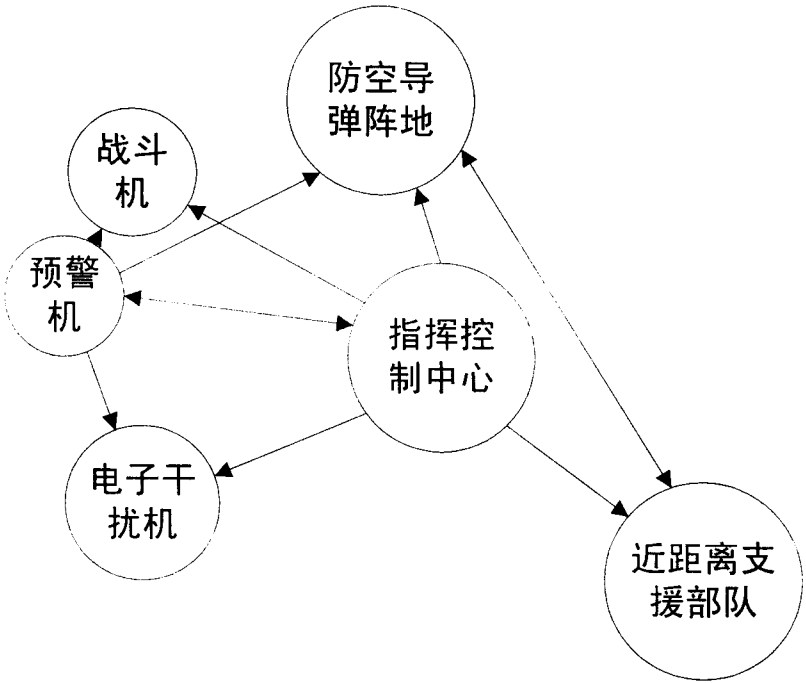 防空导
弹阵地
战斗
机
预警
机
指挥控
制中心
电子干
扰机
近距离支
援部队